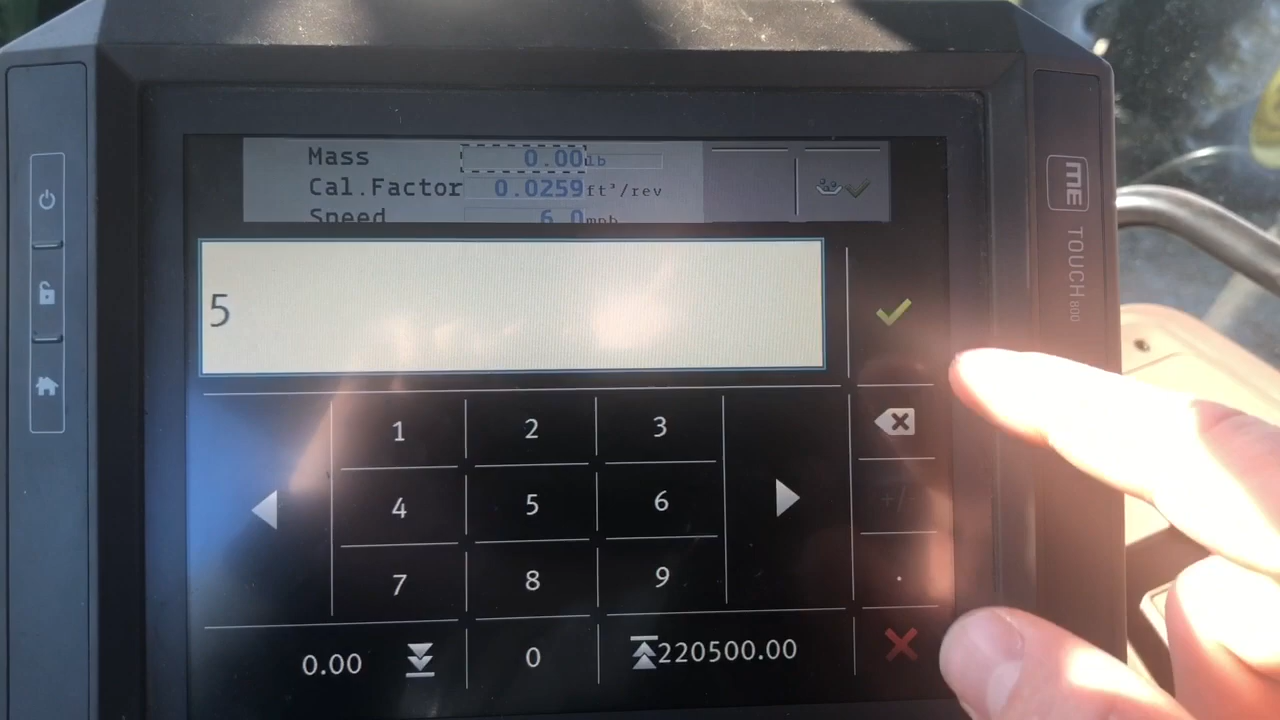 Mass 0.00 lb
Cal.Factor 0.0259 ft³/rev
Speed 6.0 mph
5
1 2 3
4 5 6
+/-
7 8 9 .
0.00 0 220500.00
ME
TOUCH 800